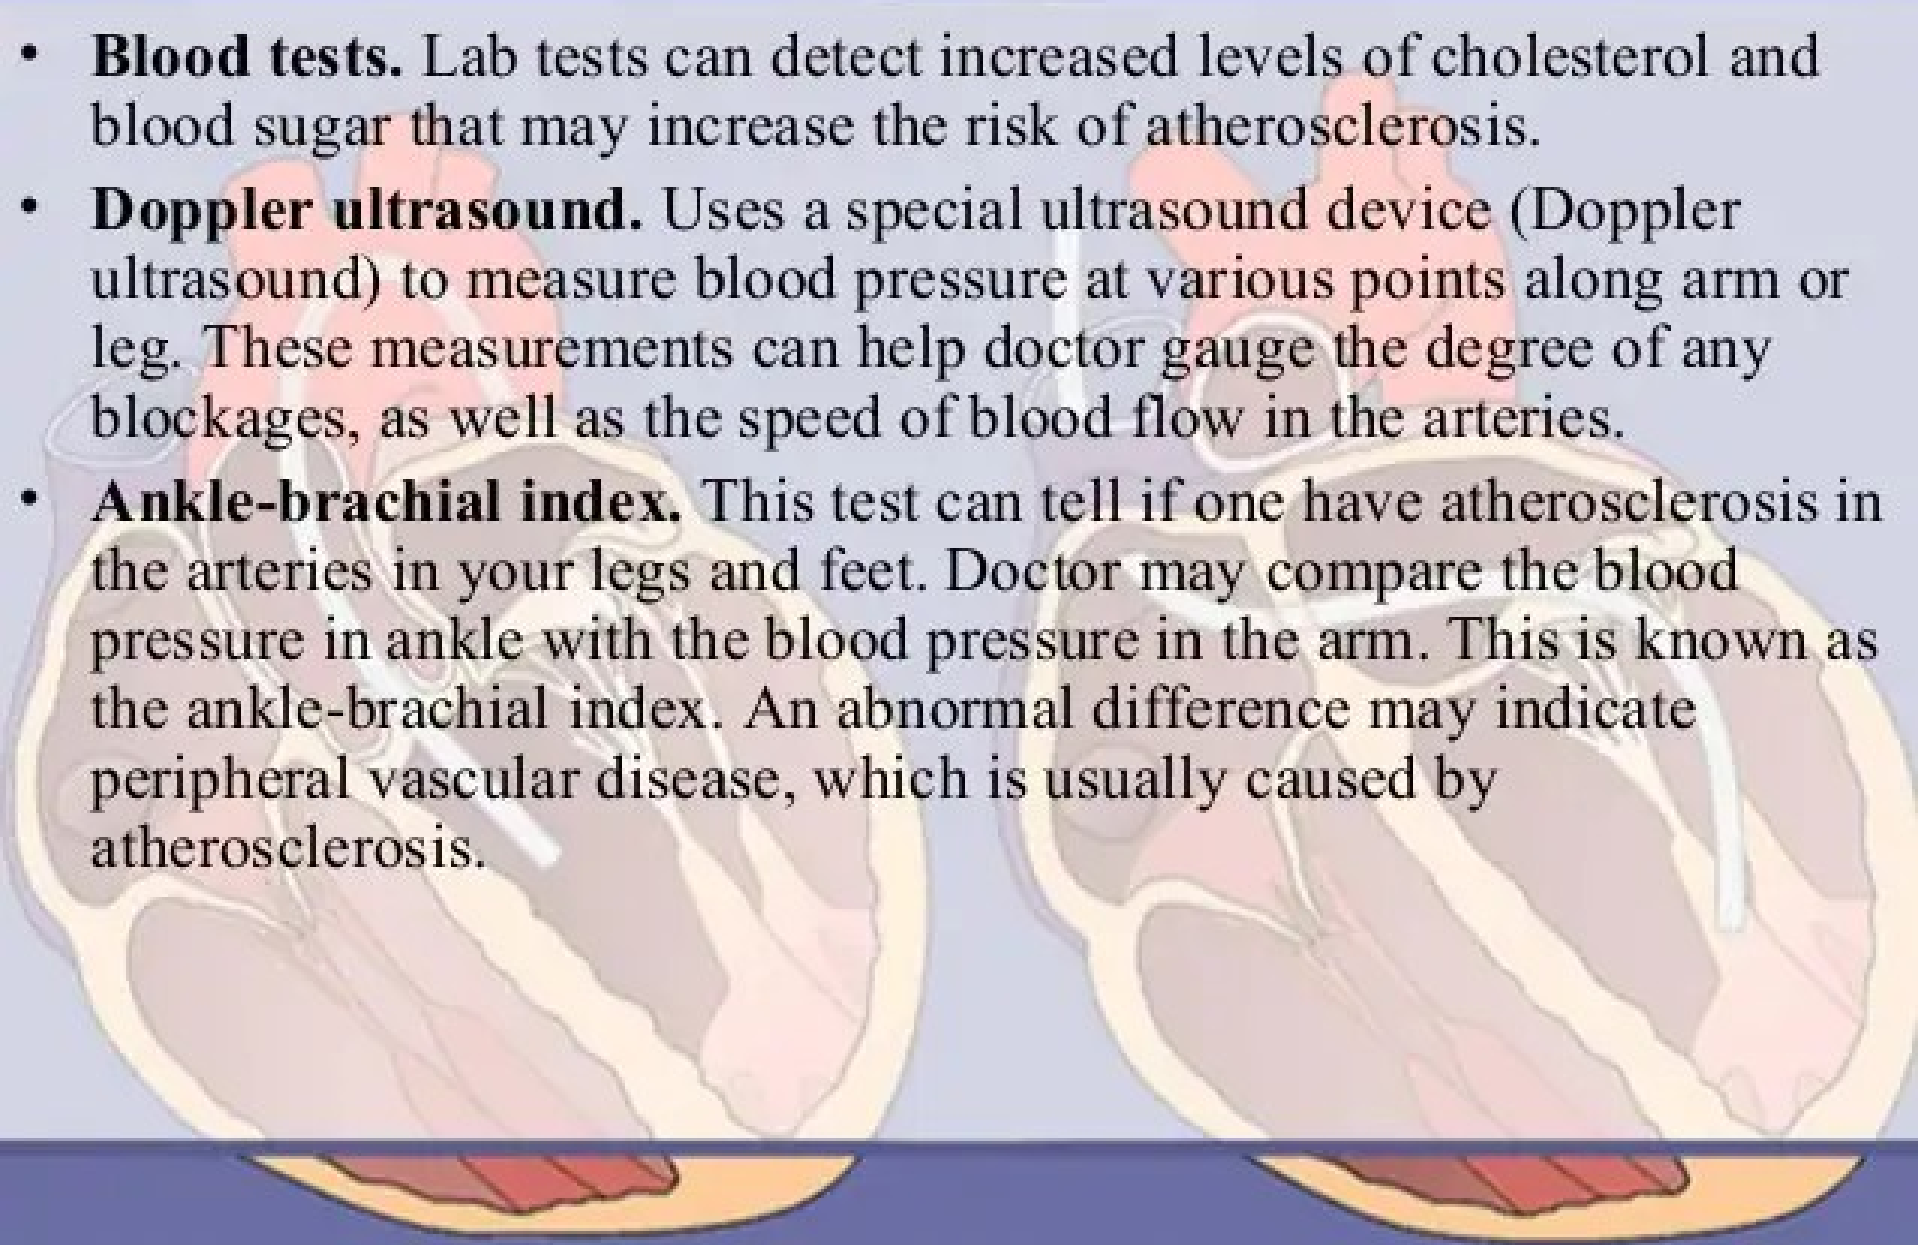 • Blood tests. Lab tests can detect increased levels of cholesterol and
blood sugar that may increase the risk of atherosclerosis.
• Doppler ultrasound. Uses a special ultrasound device (Doppler
ultrasound) to measure blood pressure at various points along arm or
leg. These measurements can help doctor gauge the degree of any
blockages, as well as the speed of blood flow in the arteries.
• Ankle-brachial index. This test can tell if one have atherosclerosis in
the arteries in your legs and feet. Doctor may compare the blood
pressure in ankle with the blood pressure in the arm. This is known as
the ankle-brachial index. An abnormal difference may indicate
peripheral vascular disease, which is usually caused by
atherosclerosis.